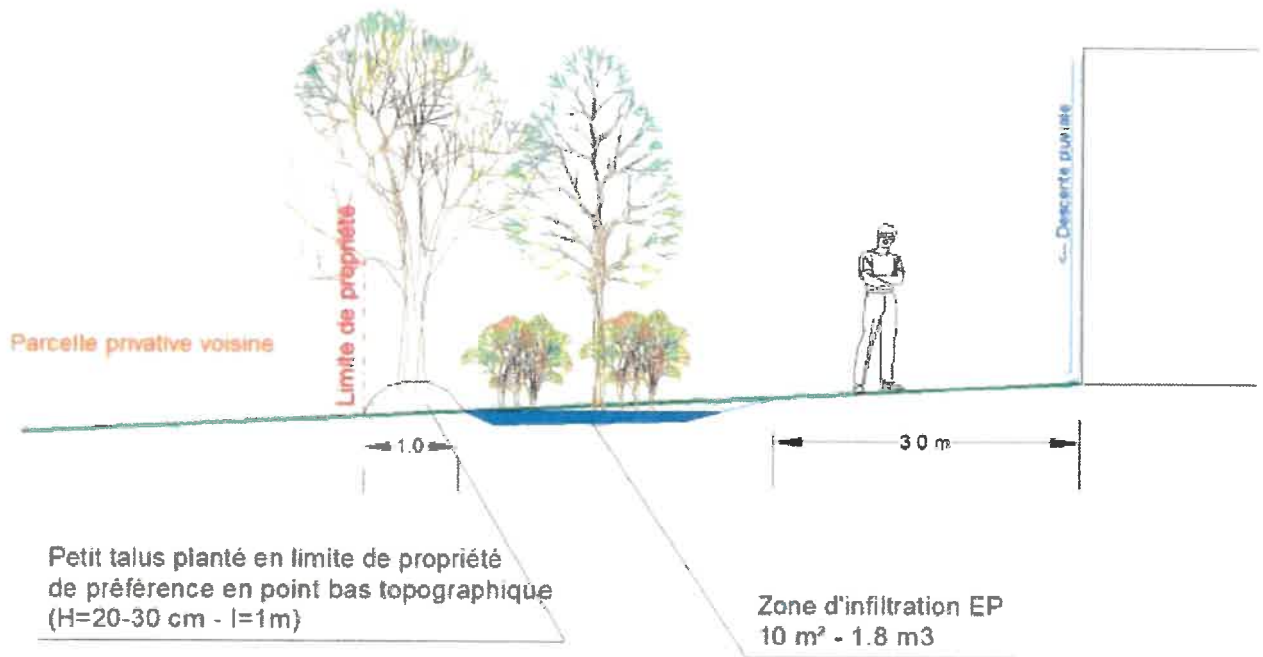 Parcelle privative voisine
Limite de propriété
<-- Descente pluviale
1.0
3 0 m
Petit talus planté en limite de propriété
de préférence en point bas topographique
(H=20-30 cm - l=1m)
Zone d'infiltration EP
10 m² - 1.8 m3